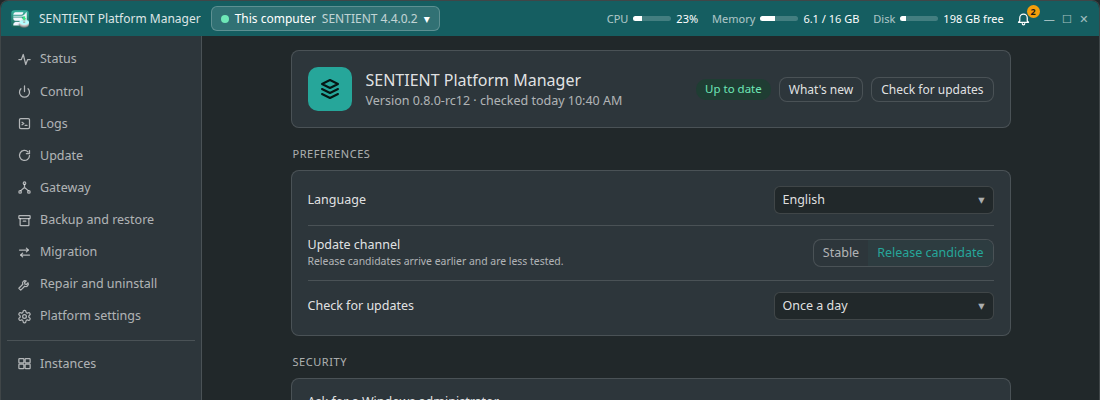 SENTIENT Platform Manager
This computer SENTIENT 4.4.0.2
CPU 23%
Memory 6.1 / 16 GB
Disk 198 GB free
2
Status
Control
Logs
Update
Gateway
Backup and restore
Migration
Repair and uninstall
Platform settings
Instances
SENTIENT Platform Manager
Version 0.8.0-rc12 · checked today 10:40 AM
Up to date
What's new
Check for updates
PREFERENCES
Language
English
Update channel
Release candidates arrive earlier and are less tested.
Stable
Release candidate
Check for updates
Once a day
SECURITY
Ask for a Windows administrator